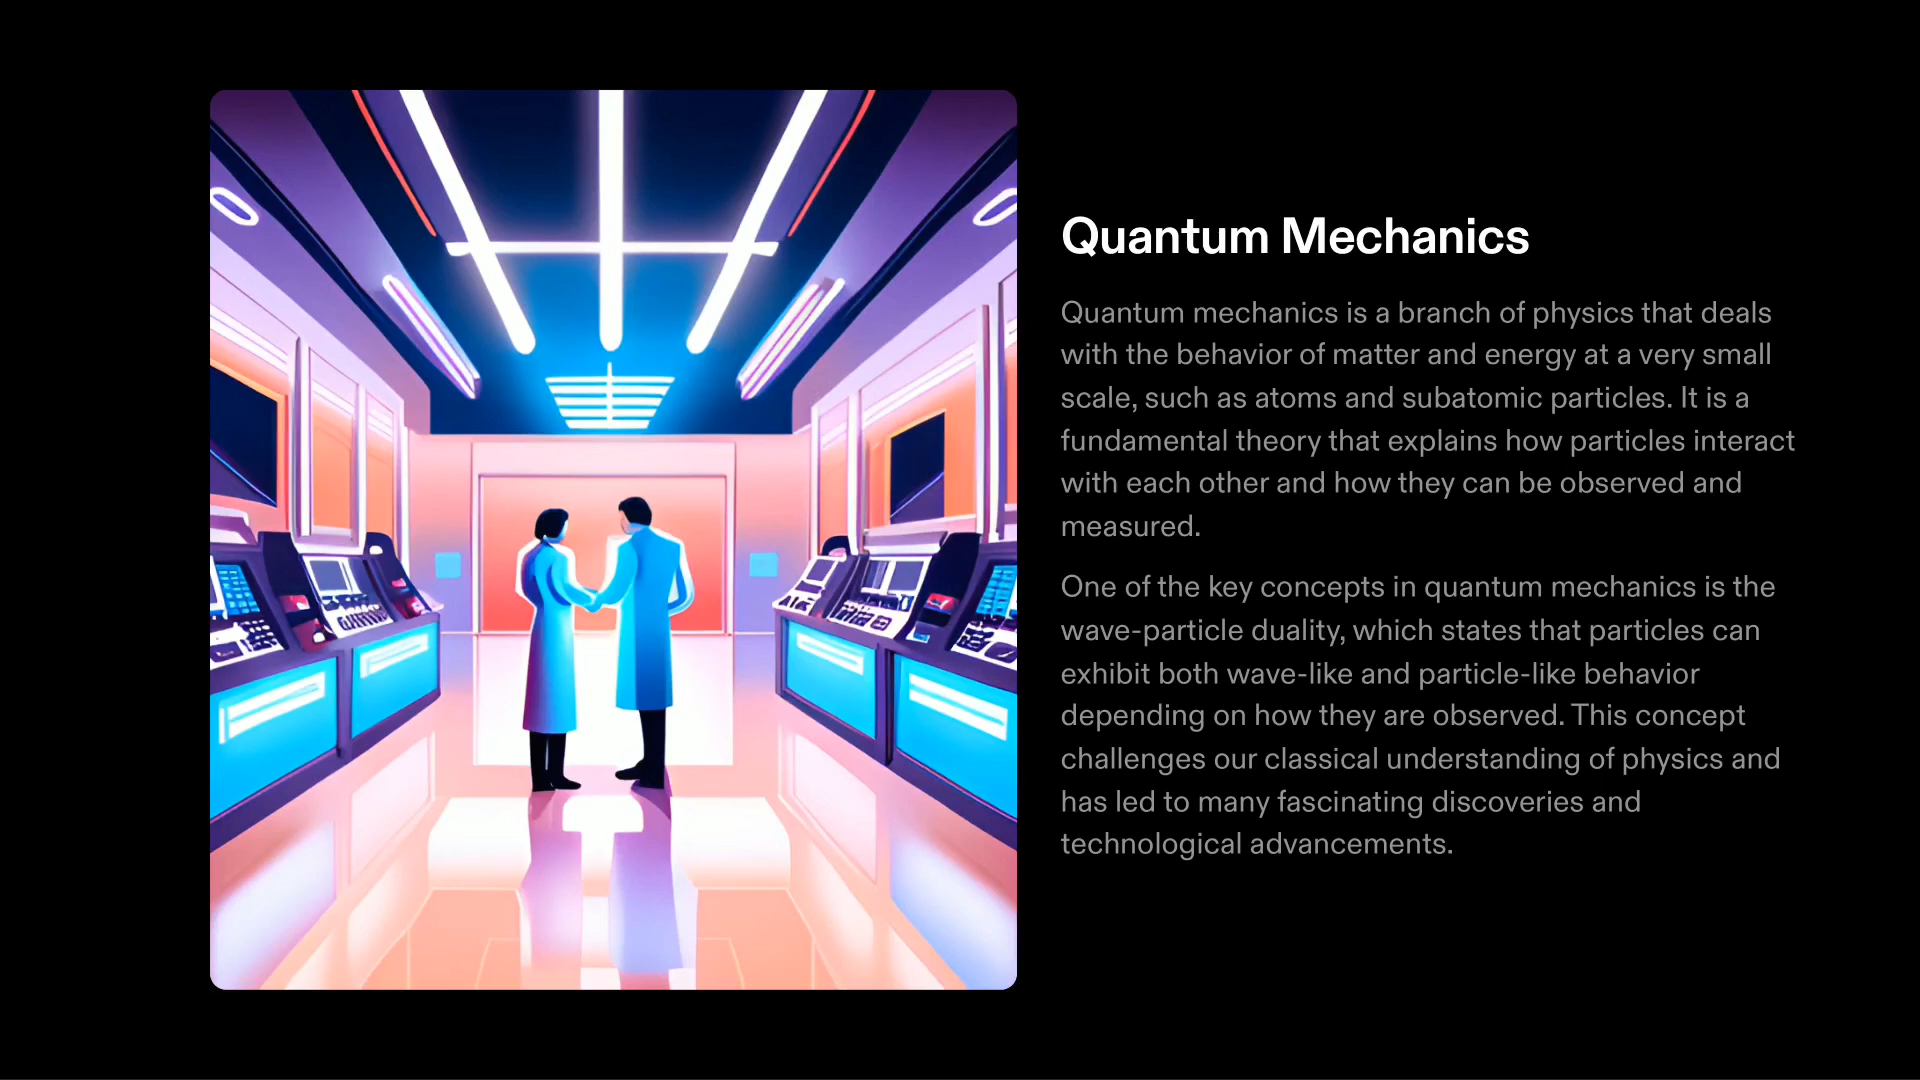 Quantum Mechanics
Quantum mechanics is a branch of physics that deals
with the behavior of matter and energy at a very small
scale, such as atoms and subatomic particles. It is a
fundamental theory that explains how particles interact
with each other and how they can be observed and
measured.
One of the key concepts in quantum mechanics is the
wave-particle duality, which states that particles can
exhibit both wave-like and particle-like behavior
depending on how they are observed. This concept
challenges our classical understanding of physics and
has led to many fascinating discoveries and
technological advancements.